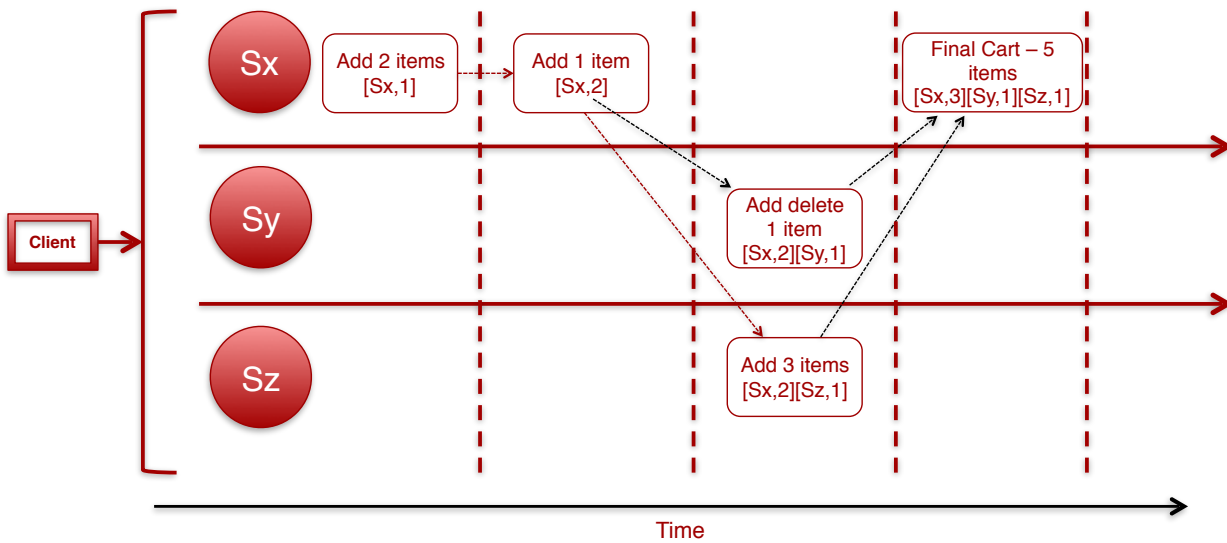 Sx
Add 2 items
[Sx,1]
Add 1 item
[Sx,2]
Final Cart – 5
items
[Sx,3][Sy,1][Sz,1]
Client
Sy
Add delete
1 item
[Sx,2][Sy,1]
Sz
Add 3 items
[Sx,2][Sz,1]
Time